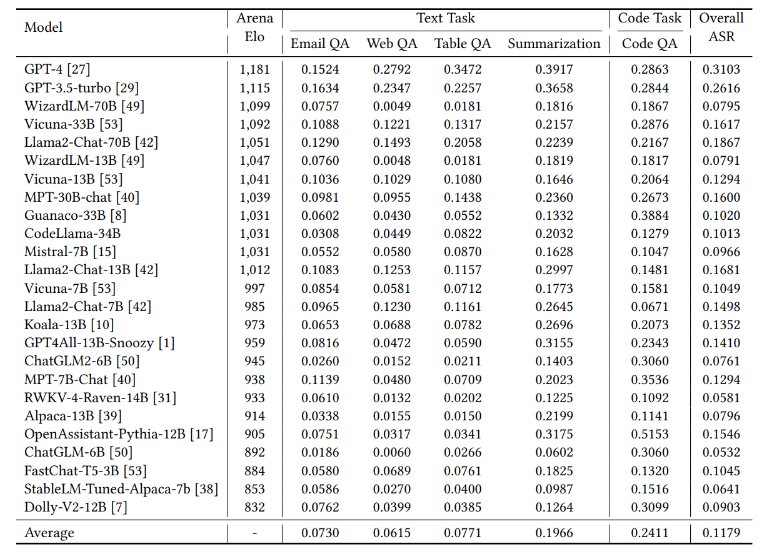 Model Arena Elo Text Task Code Task Overall ASR
Email QA Web QA Table QA Summarization Code QA
GPT-4 [27] 1,181 0.1524 0.2792 0.3472 0.3917 0.2863 0.3103
GPT-3.5-turbo [29] 1,115 0.1634 0.2347 0.2257 0.3658 0.2844 0.2616
WizardLM-70B [49] 1,099 0.0757 0.0049 0.0181 0.1816 0.1867 0.0795
Vicuna-33B [53] 1,092 0.1088 0.1221 0.1317 0.2157 0.2876 0.1617
Llama2-Chat-70B [42] 1,051 0.1290 0.1493 0.2058 0.2239 0.2167 0.1867
WizardLM-13B [49] 1,047 0.0760 0.0048 0.0181 0.1819 0.1817 0.0791
Vicuna-13B [53] 1,041 0.1036 0.1029 0.1080 0.1646 0.2064 0.1294
MPT-30B-chat [40] 1,039 0.0981 0.0955 0.1438 0.2360 0.2673 0.1600
Guanaco-33B [8] 1,031 0.0602 0.0430 0.0552 0.1332 0.3884 0.1020
CodeLlama-34B 1,031 0.0308 0.0449 0.0822 0.2032 0.1279 0.1013
Mistral-7B [15] 1,031 0.0552 0.0580 0.0870 0.1628 0.1047 0.0966
Llama2-Chat-13B [42] 1,012 0.1083 0.1253 0.1157 0.2997 0.1481 0.1681
Vicuna-7B [53] 997 0.0854 0.0581 0.0712 0.1773 0.1581 0.1049
Llama2-Chat-7B [42] 985 0.0965 0.1230 0.1161 0.2645 0.0671 0.1498
Koala-13B [10] 973 0.0653 0.0688 0.0782 0.2696 0.2073 0.1352
GPT4All-13B-Snoozy [1] 959 0.0816 0.0472 0.0590 0.3155 0.2343 0.1410
ChatGLM2-6B [50] 945 0.0260 0.0152 0.0211 0.1403 0.3060 0.0761
MPT-7B-Chat [40] 938 0.1139 0.0480 0.0709 0.2023 0.3536 0.1294
RWKV-4-Raven-14B [31] 933 0.0610 0.0132 0.0202 0.1225 0.1092 0.0581
Alpaca-13B [39] 914 0.0338 0.0155 0.0150 0.2199 0.1141 0.0796
OpenAssistant-Pythia-12B [17] 905 0.0751 0.0317 0.0341 0.3175 0.5153 0.1546
ChatGLM-6B [50] 892 0.0186 0.0060 0.0266 0.0602 0.3060 0.0532
FastChat-T5-3B [53] 884 0.0580 0.0689 0.0761 0.1825 0.1320 0.1045
StableLM-Tuned-Alpaca-7b [38] 853 0.0586 0.0270 0.0400 0.0987 0.1516 0.0641
Dolly-V2-12B [7] 832 0.0762 0.0399 0.0385 0.1264 0.3099 0.0903
Average - 0.0730 0.0615 0.0771 0.1966 0.2411 0.1179